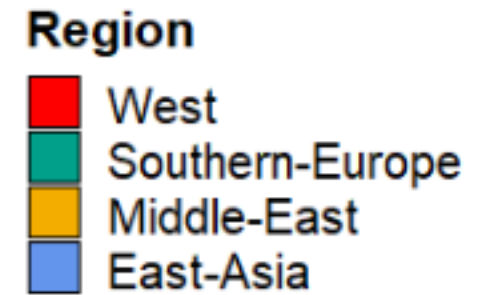 Region
West
Southern-Europe
Middle-East
East-Asia